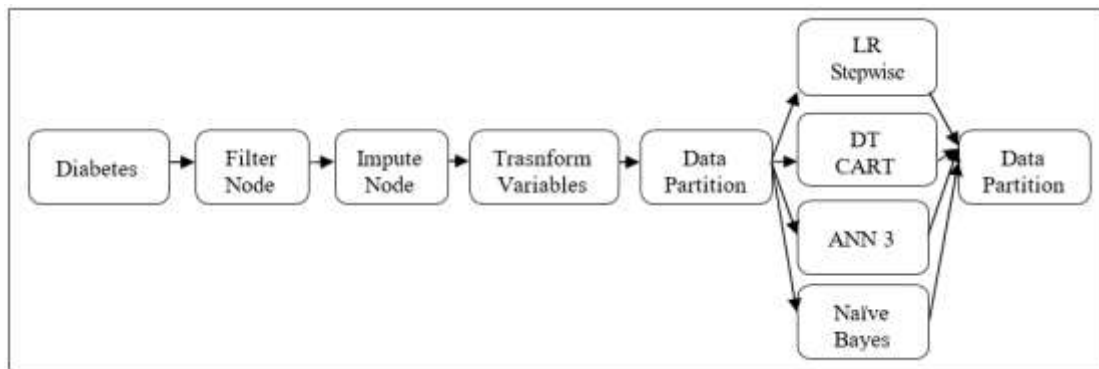 Diabetes
Filter
Node
Impute
Node
Trasnform
Variables
Data
Partition
LR
Stepwise
DT
CART
ANN 3
Naïve
Bayes
Data
Partition